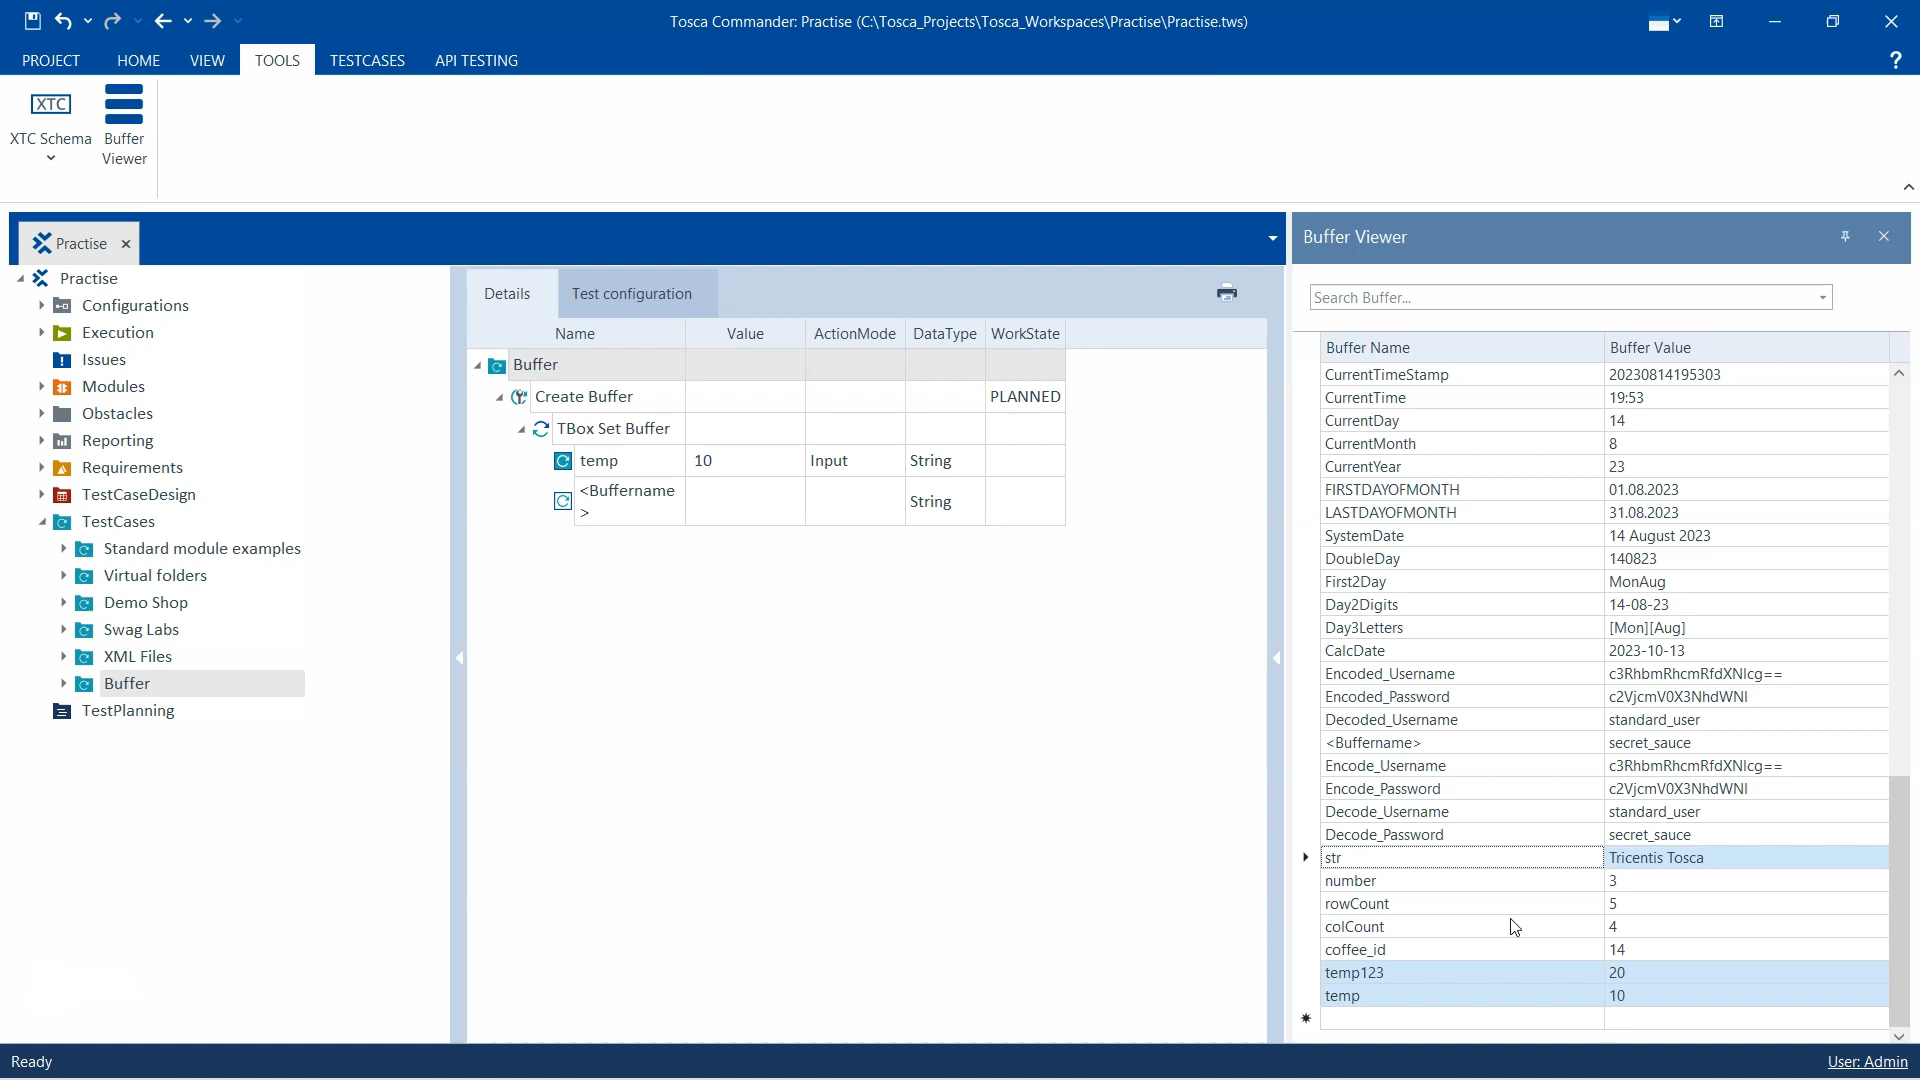 Tosca Commander: Practise (C:\Tosca_Projects\Tosca_Workspaces\Practise\Practise.tws)
PROJECT HOME VIEW TOOLS TESTCASES API TESTING ?
XTC
XTC Schema
Buffer
Viewer
Practise
Practise
Configurations
Execution
Issues
Modules
Obstacles
Reporting
Requirements
TestCaseDesign
TestCases
Standard module examples
Virtual folders
Demo Shop
Swag Labs
XML Files
Buffer
TestPlanning
Details Test configuration
Name Value ActionMode DataType WorkState
Buffer
Create Buffer PLANNED
TBox Set Buffer
temp 10 Input String
<Buffername
> String
Buffer Viewer
Search Buffer...
Buffer Name Buffer Value
CurrentTimeStamp 20230814195303
CurrentTime 19:53
CurrentDay 14
CurrentMonth 8
CurrentYear 23
FIRSTDAYOFMONTH 01.08.2023
LASTDAYOFMONTH 31.08.2023
SystemDate 14 August 2023
DoubleDay 140823
First2Day MonAug
Day2Digits 14-08-23
Day3Letters [Mon][Aug]
CalcDate 2023-10-13
Encoded_Username c3RhbmRhcmRfdXNlcg==
Encoded_Password c2VjcmV0X3NhdWNl
Decoded_Username standard_user
<Buffername> secret_sauce
Encode_Username c3RhbmRhcmRfdXNlcg==
Encode_Password c2VjcmV0X3NhdWNl
Decode_Username standard_user
Decode_Password secret_sauce
str Tricentis Tosca
number 3
rowCount 5
colCount 4
coffee_id 14
temp123 20
temp 10
Ready
User: Admin